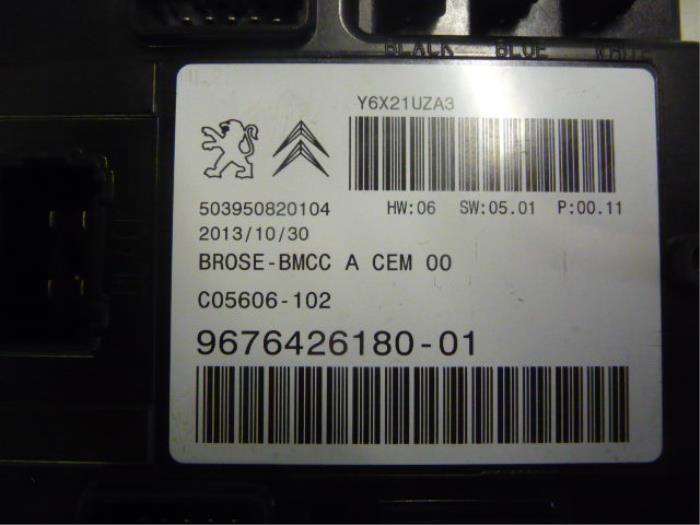 BLACK BLUE WHITE
Y6X21UZA3
503950820104 HW:06 SW:05.01 P:00.11
2013/10/30
BROSE-BMCC A CEM 00
C05606-102
9676426180-01